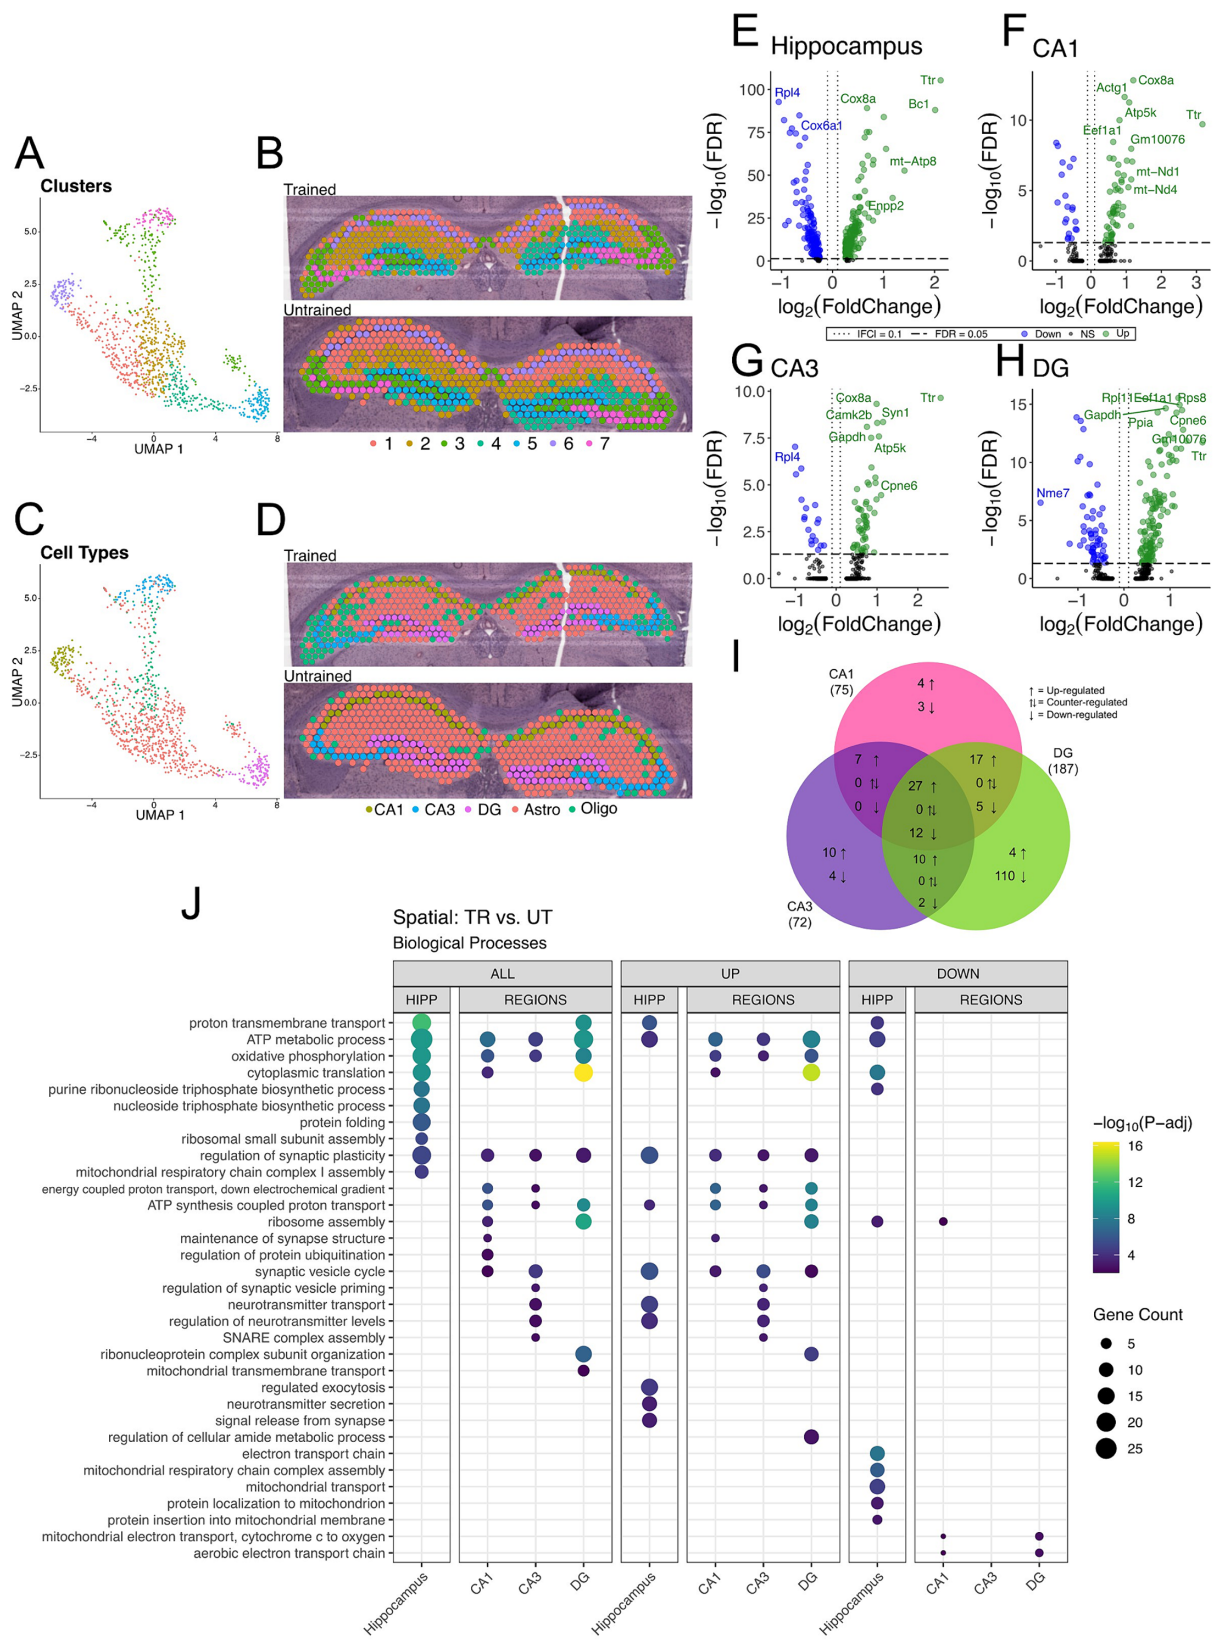 A
Clusters
UMAP 2
5.0
2.5
0.0
−2.5
−4
0
4
8
UMAP 1
B
Trained
Untrained
1 2 3 4 5 6 7
C
Cell Types
UMAP 2
5.0
2.5
0.0
−2.5
−4
0
4
8
UMAP 1
D
Trained
Untrained
CA1 CA3 DG Astro Oligo
E
Hippocampus
−log10(FDR)
100
75
50
25
0
Ttr
Rpl4
Cox8a
Bc1
Cox6a1
mt−Atp8
Enpp2
−1 0 1 2
log2(FoldChange)
F
CA1
−log10(FDR)
10
5
0
Cox8a
Actg1
Atp5k
Ttr
Eef1a1
Gm10076
mt−Nd1
mt−Nd4
−1 0 1 2 3
log2(FoldChange)
IFCI = 0.1 FDR = 0.05 Down NS Up
G
CA3
−log10(FDR)
10.0
7.5
5.0
2.5
0.0
Cox8a
Ttr
Camk2b
Syn1
Gapdh
Atp5k
Rpl4
Cpne6
−1 0 1 2
log2(FoldChange)
H
DG
−log10(FDR)
15
10
5
0
Rpl11 Eef1a1 Rps8
Gapdh
Ppia
Cpne6
Gm10076
Ttr
Nme7
−1 0 1
log2(FoldChange)
I
CA1
(75)
4 ↑
3 ↓
↑ = Up-regulated
⇅ = Counter-regulated
↓ = Down-regulated
DG
(187)
7 ↑
0 ⇅
0 ↓
17 ↑
0 ⇅
5 ↓
27 ↑
0 ⇅
12 ↓
10 ↑
4 ↓
10 ↑
0 ⇅
2 ↓
4 ↑
110 ↓
CA3
(72)
J
Spatial: TR vs. UT
Biological Processes
ALL UP DOWN
HIPP REGIONS HIPP REGIONS HIPP REGIONS
proton transmembrane transport
ATP metabolic process
oxidative phosphorylation
cytoplasmic translation
purine ribonucleoside triphosphate biosynthetic process
nucleoside triphosphate biosynthetic process
protein folding
ribosomal small subunit assembly
regulation of synaptic plasticity
mitochondrial respiratory chain complex I assembly
energy coupled proton transport, down electrochemical gradient
ATP synthesis coupled proton transport
ribosome assembly
maintenance of synapse structure
regulation of protein ubiquitination
synaptic vesicle cycle
regulation of synaptic vesicle priming
neurotransmitter transport
regulation of neurotransmitter levels
SNARE complex assembly
ribonucleoprotein complex subunit organization
mitochondrial transmembrane transport
regulated exocytosis
neurotransmitter secretion
signal release from synapse
regulation of cellular amide metabolic process
electron transport chain
mitochondrial respiratory chain complex assembly
mitochondrial transport
protein localization to mitochondrion
protein insertion into mitochondrial membrane
mitochondrial electron transport, cytochrome c to oxygen
aerobic electron transport chain
Hippocampus CA1 CA3 DG Hippocampus CA1 CA3 DG Hippocampus CA1 CA3 DG
−log10(P−adj)
16
12
8
4
Gene Count
5
10
15
20
25